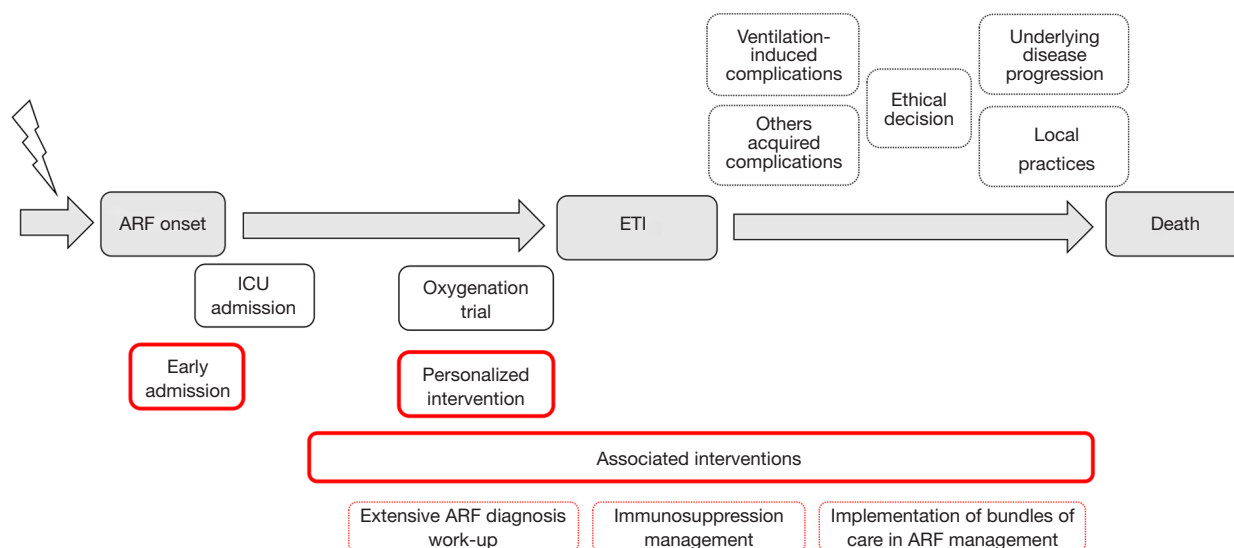 Ventilation-
induced
complications
Underlying
disease
progression
Ethical
decision
Others
acquired
complications
Local
practices
ARF onset
ETI
Death
ICU
admission
Oxygenation
trial
Early
admission
Personalized
intervention
Associated interventions
Extensive ARF diagnosis
work-up
Immunosuppression
management
Implementation of bundles of
care in ARF management